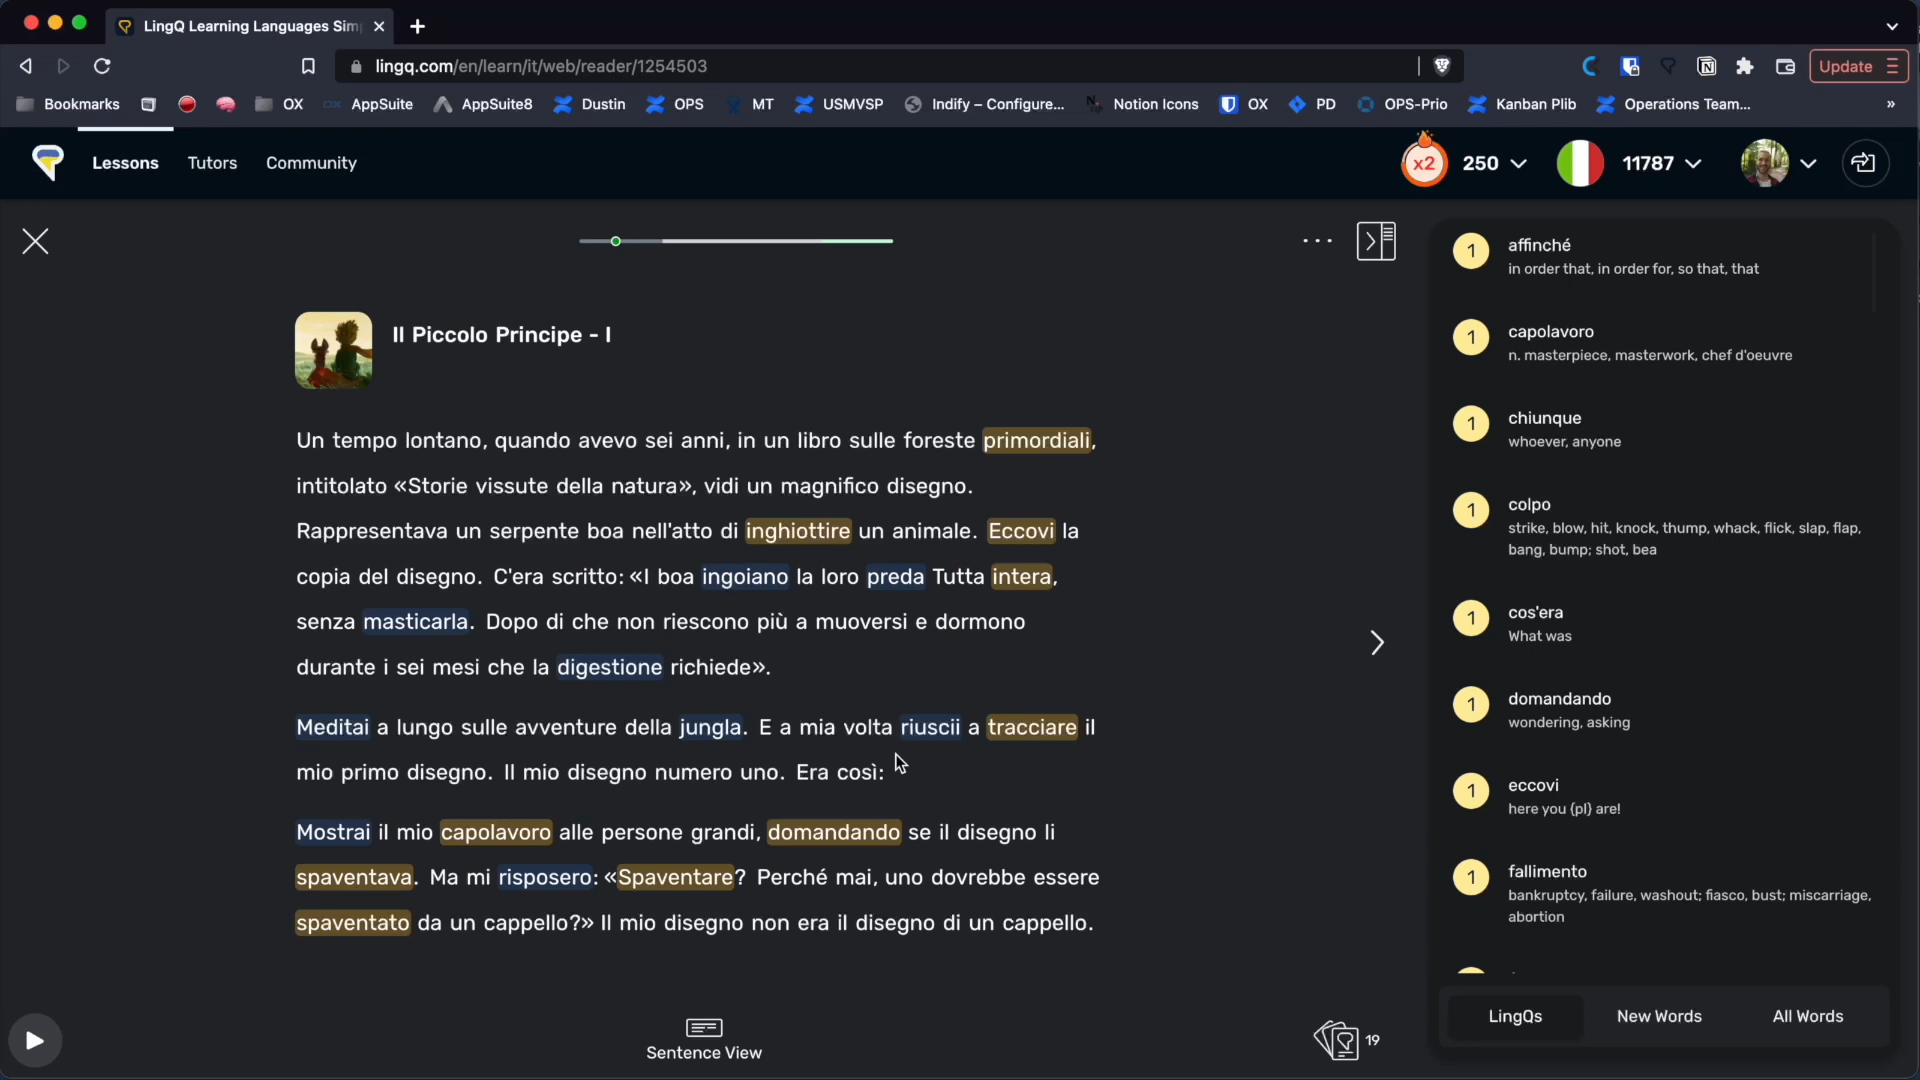 LingQ Learning Languages Sim
lingq.com/en/learn/it/web/reader/1254503
Update
Bookmarks
OX
AppSuite
AppSuite8
Dustin
OPS
MT
USMVSP
Indify – Configure...
Notion Icons
OX
PD
OPS-Prio
Kanban Plib
Operations Team...
»
Lessons
Tutors
Community
x2
250
11787
Il Piccolo Principe - I
Un tempo lontano, quando avevo sei anni, in un libro sulle foreste primordiali,
intitolato «Storie vissute della natura», vidi un magnifico disegno.
Rappresentava un serpente boa nell'atto di inghiottire un animale. Eccovi la
copia del disegno. C'era scritto: «I boa ingoiano la loro preda Tutta intera,
senza masticarla. Dopo di che non riescono più a muoversi e dormono
durante i sei mesi che la digestione richiede».
Meditai a lungo sulle avventure della jungla. E a mia volta riuscii a tracciare il
mio primo disegno. Il mio disegno numero uno. Era così:
Mostrai il mio capolavoro alle persone grandi, domandando se il disegno li
spaventava. Ma mi risposero: «Spaventare? Perché mai, uno dovrebbe essere
spaventato da un cappello?» Il mio disegno non era il disegno di un cappello.
Sentence View
19
1
affinché
in order that, in order for, so that, that
1
capolavoro
n. masterpiece, masterwork, chef d'oeuvre
1
chiunque
whoever, anyone
1
colpo
strike, blow, hit, knock, thump, whack, flick, slap, flap,
bang, bump; shot, bea
1
cos'era
What was
1
domandando
wondering, asking
1
eccovi
here you {pl} are!
1
fallimento
bankruptcy, failure, washout; fiasco, bust; miscarriage,
abortion
LingQs
New Words
All Words